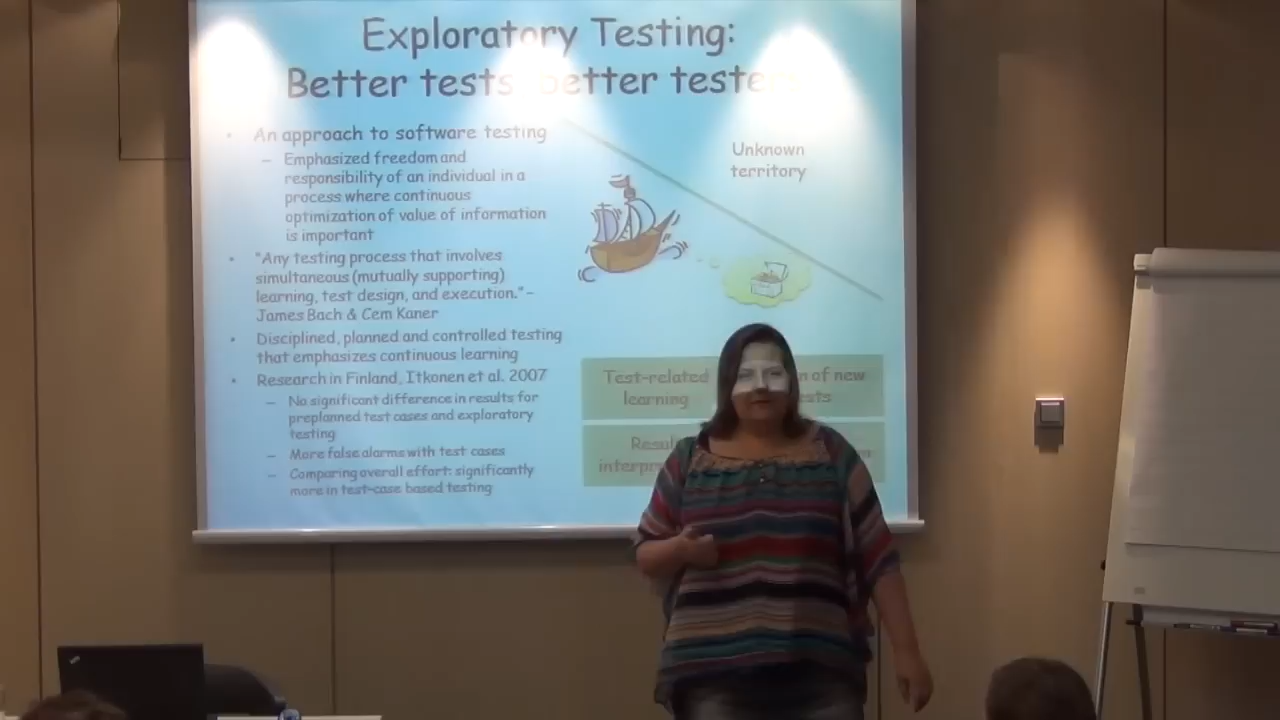 Exploratory Testing:
Better tests, better testers
An approach to software testing
– Emphasized freedom and
responsibility of an individual in a
process where continuous
optimization of value of information
is important
"Any testing process that involves
simultaneous (mutually supporting)
learning, test design, and execution." –
James Bach & Cem Kaner
Disciplined, planned and controlled testing
that emphasizes continuous learning
Research in Finland, Itkonen et al. 2007
– No significant difference in results for
preplanned test cases and exploratory
testing
– More false alarms with test cases
– Comparing overall effort: significantly
more in test-case based testing
Unknown
territory
Test-related
learning
of new